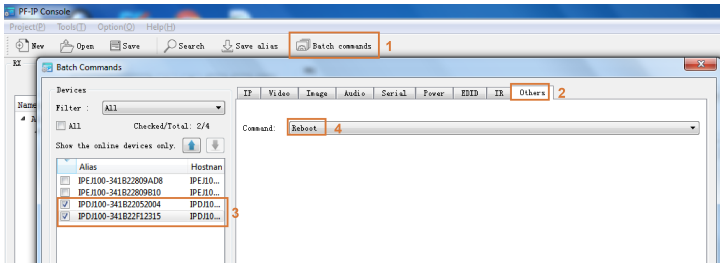 PF-IP Console
Project(P) Tools(T) Option(O) Help(H)
New Open Save Search Save alias Batch commands 1
RX
Batch Commands
Devices
IP Video Image Audio Serial Power EDID IR Others 2
Filter : All
Name
All Checked/Total: 2/4
Command: Reboot 4
Show the online devices only.
Alias Hostnan
IPEJ100-341B22809AD8 IPEJ10...
IPEJ100-341B22809B10 IPEJ10...
IPDJ100-341B22052004 IPDJ10...
IPDJ100-341B22F12315 IPDJ10...
3